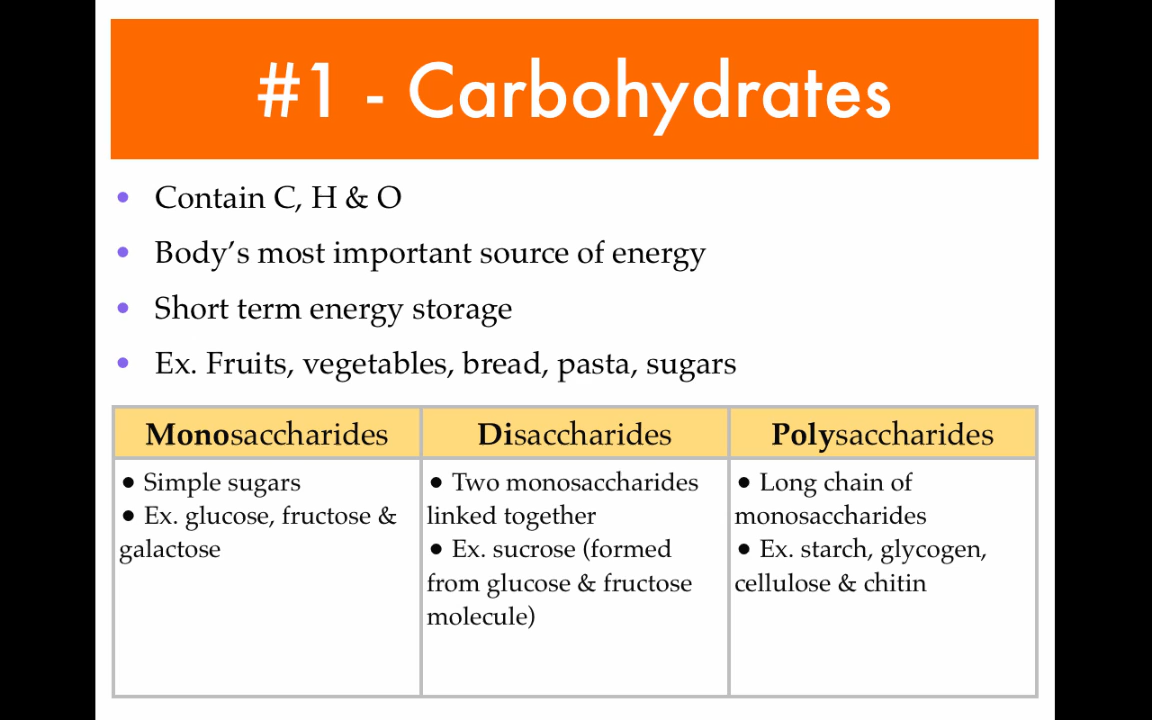 #1 - Carbohydrates
• Contain C, H & O
• Body’s most important source of energy
• Short term energy storage
• Ex. Fruits, vegetables, bread, pasta, sugars
Monosaccharides
• Simple sugars
• Ex. glucose, fructose &
galactose
Disaccharides
• Two monosaccharides
linked together
• Ex. sucrose (formed
from glucose & fructose
molecule)
Polysaccharides
• Long chain of
monosaccharides
• Ex. starch, glycogen,
cellulose & chitin